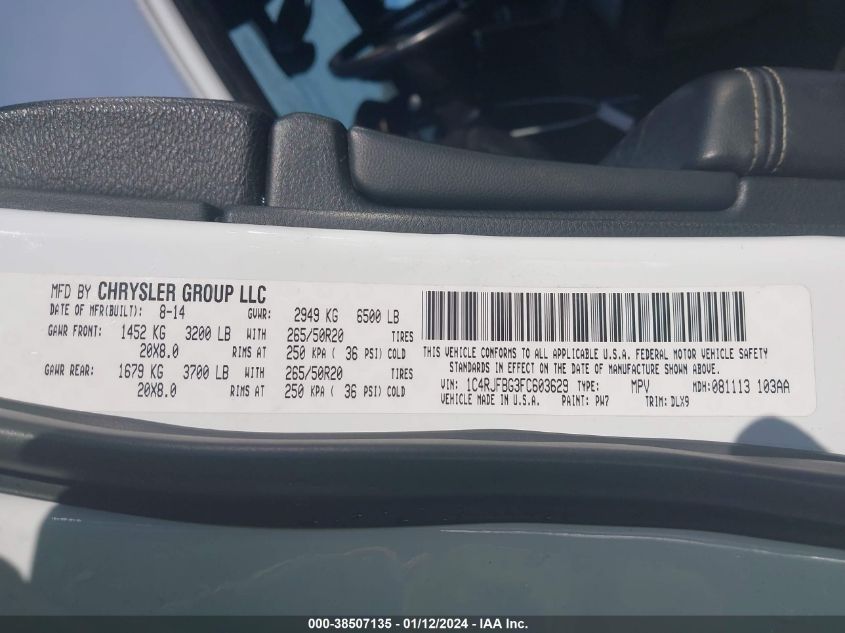 MFD BY CHRYSLER GROUP LLC
DATE OF MFR(BUILT): 8-14 GVWR: 2949 KG 6500 LB
GAWR FRONT: 1452 KG 3200 LB WITH 265/50R20 TIRES
20X8.0 RIMS AT 250 KPA ( 36 PSI) COLD
GAWR REAR: 1679 KG 3700 LB WITH 265/50R20 TIRES
20X8.0 RIMS AT 250 KPA ( 36 PSI) COLD
THIS VEHICLE CONFORMS TO ALL APPLICABLE U.S.A. FEDERAL MOTOR VEHICLE SAFETY
STANDARDS IN EFFECT ON THE DATE OF MANUFACTURE SHOWN ABOVE.
VIN: 1C4RJFBG3FC603629 TYPE: MPV MDH: 081113 103AA
VEHICLE MADE IN U.S.A. PAINT: PW7 TRIM: DLX9
000-38507135 - 01/12/2024 - IAA Inc.